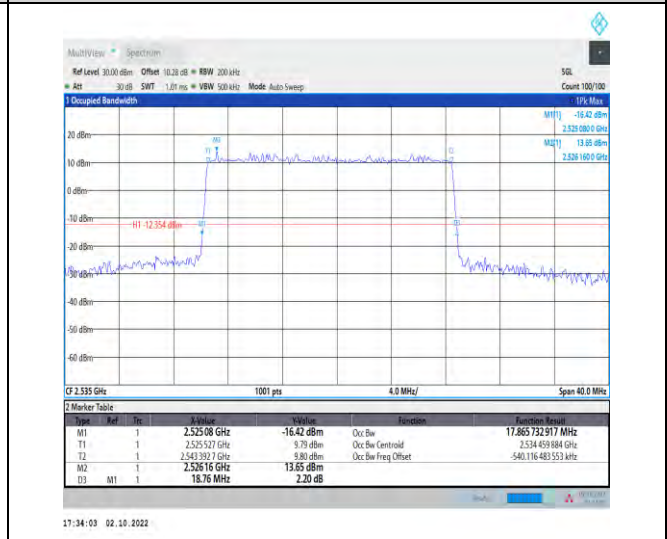 MultiView Spectrum
Ref Level 30.00 dBm Offset 10.28 dB RBW 200 kHz SGL
Att 30 dB SWT 1.01 ms VBW 500 kHz Mode Auto Sweep Count 100/100
1 Occupied Bandwidth 1Pk Max
M1[1] -16.42 dBm
2.525 080 0 GHz
M2[1] 13.65 dBm
2.526 160 0 GHz
20 dBm
M2
T1 T2
10 dBm
0 dBm
-10 dBm
H1 -12.354 dBm M1 D3
-20 dBm
-30 dBm
-40 dBm
-50 dBm
-60 dBm
CF 2.535 GHz 1001 pts 4.0 MHz/ Span 40.0 MHz
2 Marker Table
Type Ref Trc X-Value Y-Value Function Function Result
M1 1 2.525 08 GHz -16.42 dBm Occ Bw 17.865 732 917 MHz
T1 1 2.525 527 GHz 9.79 dBm Occ Bw Centroid 2.534 459 884 GHz
T2 1 2.543 392 7 GHz 9.80 dBm Occ Bw Freq Offset -540.116 483 553 kHz
M2 1 2.526 16 GHz 13.65 dBm
D3 M1 1 18.76 MHz 2.20 dB
17:34:03 02.10.2022